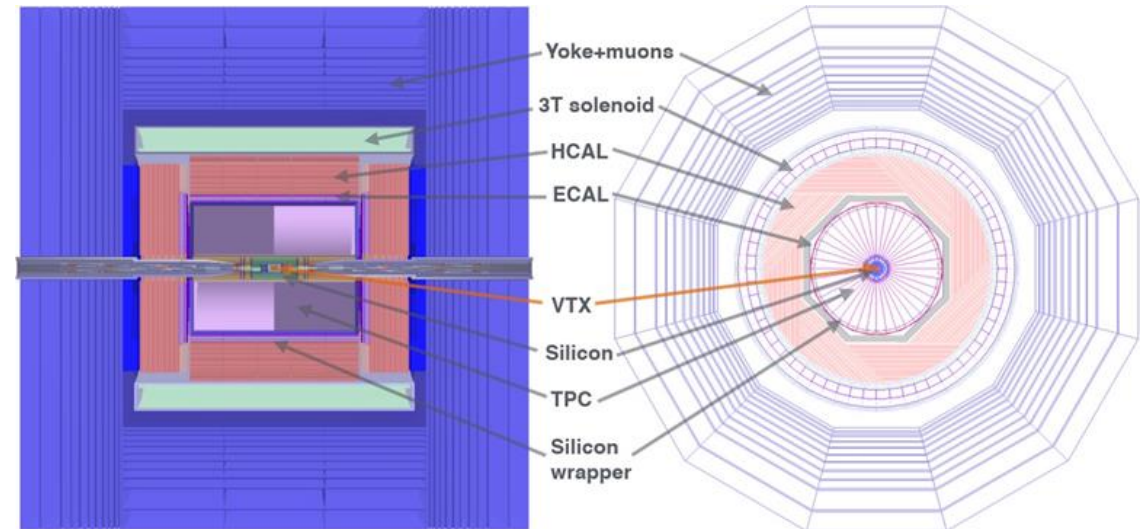 Yoke+muons
3T solenoid
HCAL
ECAL
VTX
Silicon
TPC
Silicon
wrapper